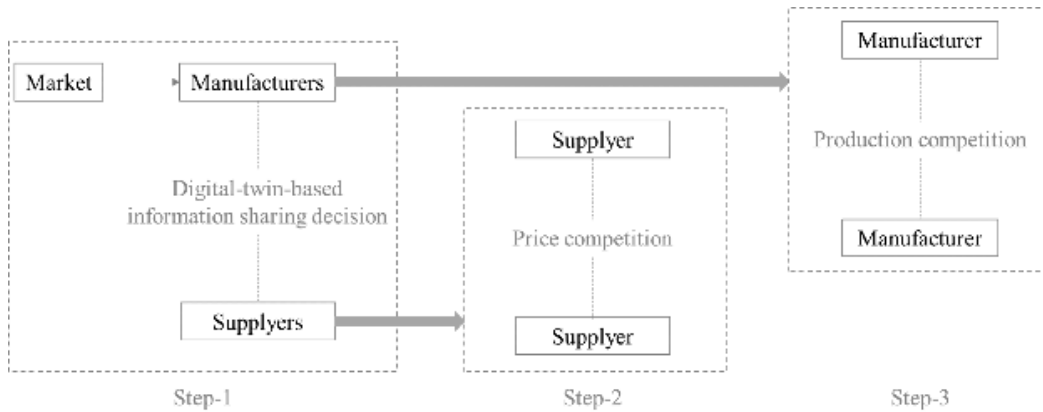 Market
Manufacturers
Digital-twin-based
information sharing decision
Supplyers
Step-1
Supplyer
Price competition
Supplyer
Step-2
Manufacturer
Production competition
Manufacturer
Step-3